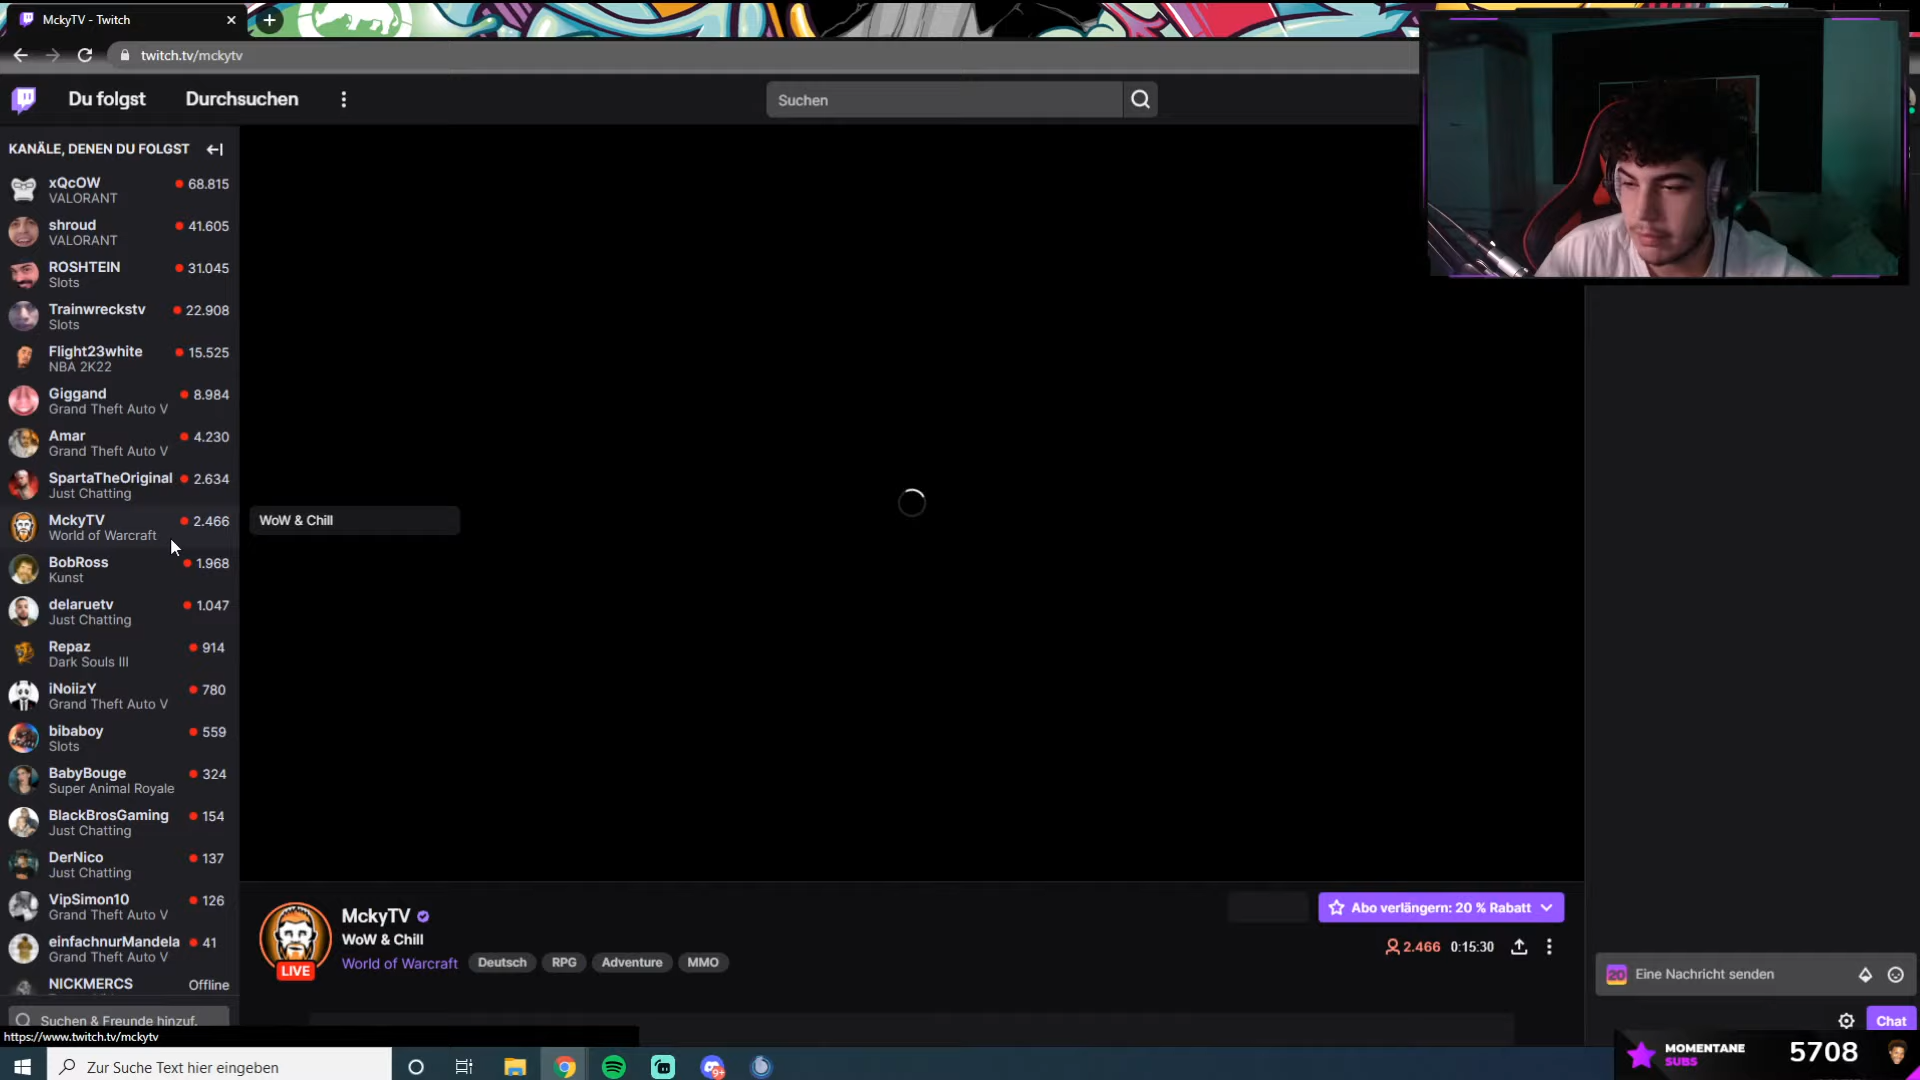 MckyTV - Twitch
twitch.tv/mckytv
Du folgst
Durchsuchen
Suchen
KANÄLE, DENEN DU FOLGST
xQcOW
68.815
VALORANT
shroud
41.605
VALORANT
ROSHTEIN
31.045
Slots
Trainwreckstv
22.908
Slots
Flight23white
15.525
NBA 2K22
Giggand
8.984
Grand Theft Auto V
Amar
4.230
Grand Theft Auto V
SpartaTheOriginal
2.634
Just Chatting
MckyTV
2.466
World of Warcraft
WoW & Chill
BobRoss
1.968
Kunst
delaruetv
1.047
Just Chatting
Repaz
914
Dark Souls III
iNoiizY
780
Grand Theft Auto V
bibaboy
559
Slots
BabyBouge
324
Super Animal Royale
BlackBrosGaming
154
Just Chatting
DerNico
137
Just Chatting
VipSimon10
126
Grand Theft Auto V
einfachnurMandela
41
Grand Theft Auto V
NICKMERCS
Offline
Suchen & Freunde hinzuf.
https://www.twitch.tv/mckytv
MckyTV
WoW & Chill
World of Warcraft
Deutsch
RPG
Adventure
MMO
LIVE
Abo verlängern: 20 % Rabatt
2.466
0:15:30
20
Eine Nachricht senden
Chat
Zur Suche Text hier eingeben
9+
MOMENTANE
SUBS
5708